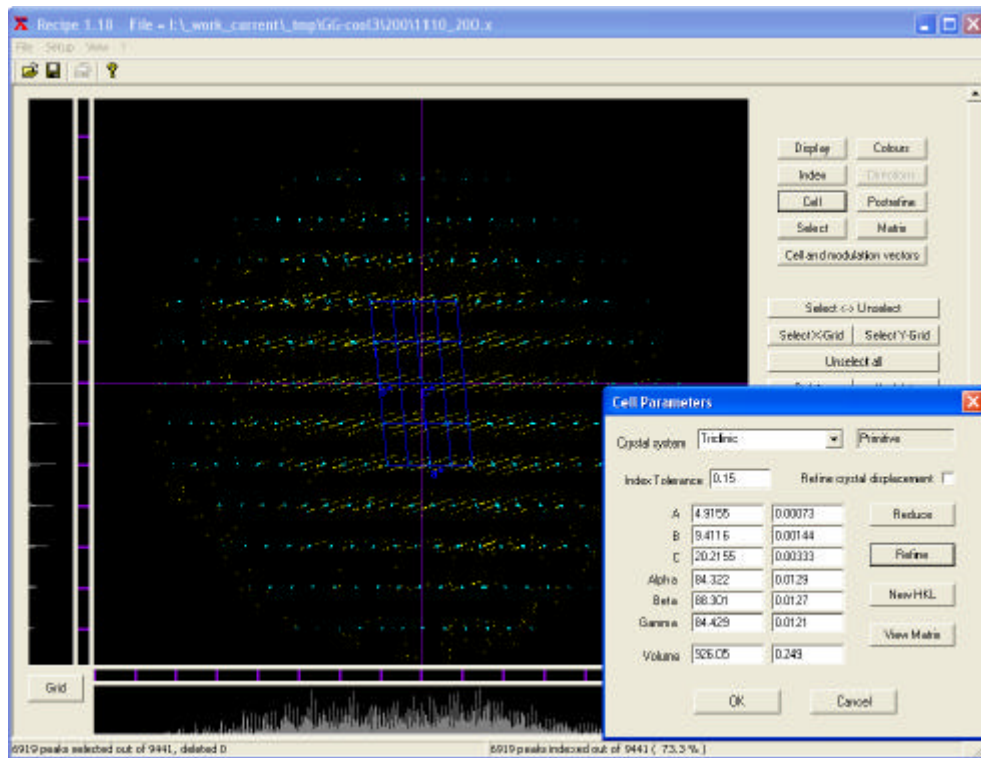 Recipe 1.18 File = I:\_work_current\_tmp\GG-cool3\200\1110_200.x
File Setup View ?
Display Colours
Index Directions
Cell Postrefine
Select Matrix
Cell and modulation vectors
Select <-> Unselect
Select X-Grid Select Y-Grid
Unselect all
Cell Parameters
Crystal system Triclinic Primitive
Index Tolerance 0.15 Refine crystal displacement
A 4.9155 0.00073 Reduce
B 9.4116 0.00144
C 20.2155 0.00333 Refine
Alpha 84.322 0.0129
Beta 88.301 0.0127 New HKL
Gamma 84.429 0.0121
View Matrix
Volume 926.05 0.249
OK Cancel
Grid
6919 peaks selected out of 9441, deleted 0 6919 peaks indexed out of 9441 ( 73.3 % )